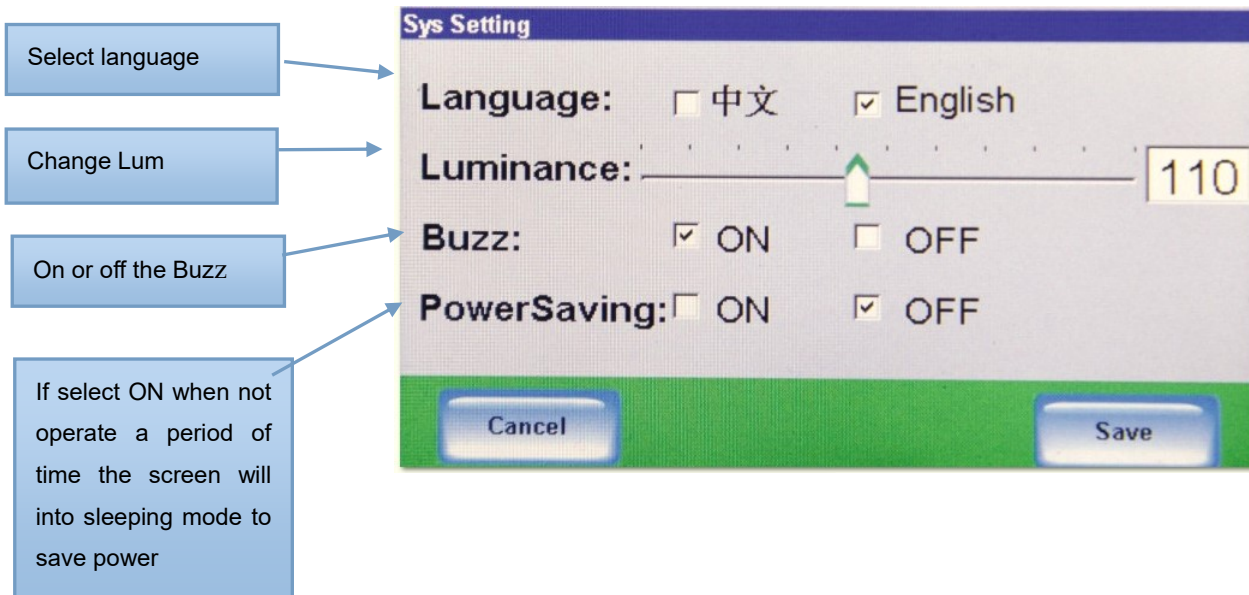 Sys Setting
Select language
Language: 中文 English
Change Lum
Luminance: 110
On or off the Buzz
Buzz: ON OFF
PowerSaving: ON OFF
If select ON when not
operate a period of
time the screen will
into sleeping mode to
save power
Cancel Save